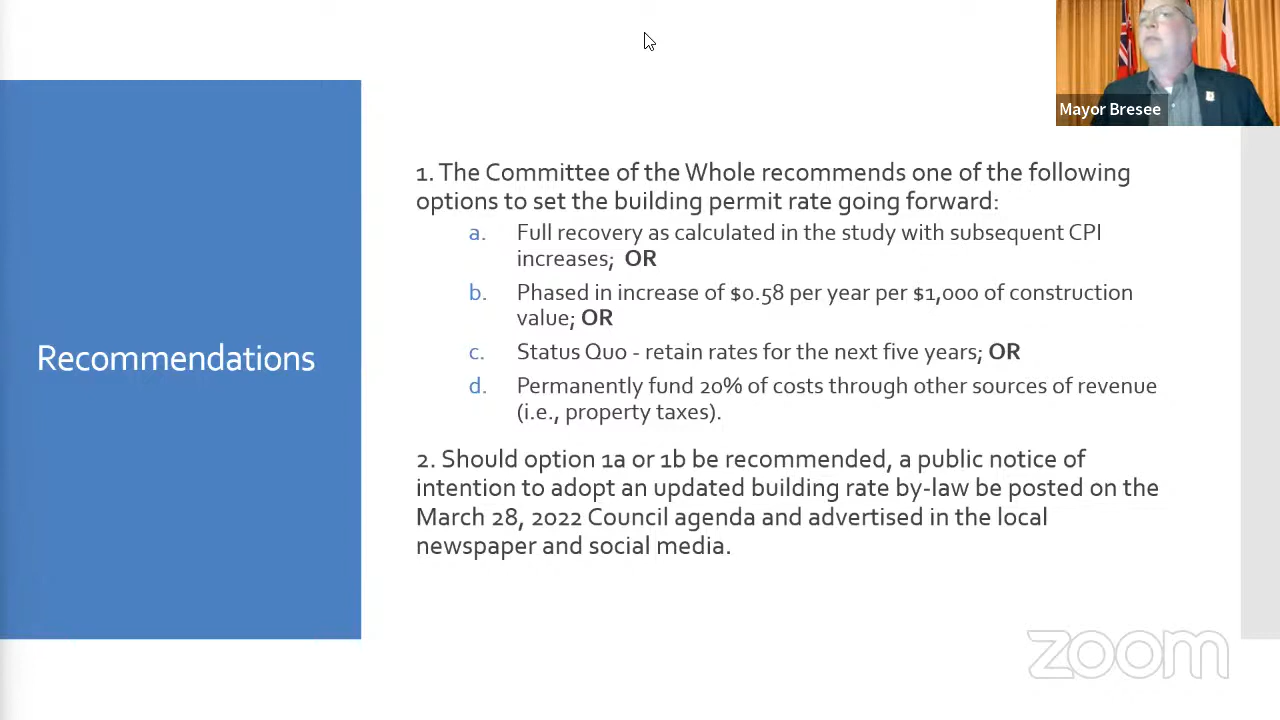 Mayor Bresee
Recommendations
1. The Committee of the Whole recommends one of the following
options to set the building permit rate going forward:
a. Full recovery as calculated in the study with subsequent CPI
increases; OR
b. Phased in increase of $0.58 per year per $1,000 of construction
value; OR
c. Status Quo - retain rates for the next five years; OR
d. Permanently fund 20% of costs through other sources of revenue
(i.e., property taxes).
2. Should option 1a or 1b be recommended, a public notice of
intention to adopt an updated building rate by-law be posted on the
March 28, 2022 Council agenda and advertised in the local
newspaper and social media.
zoom